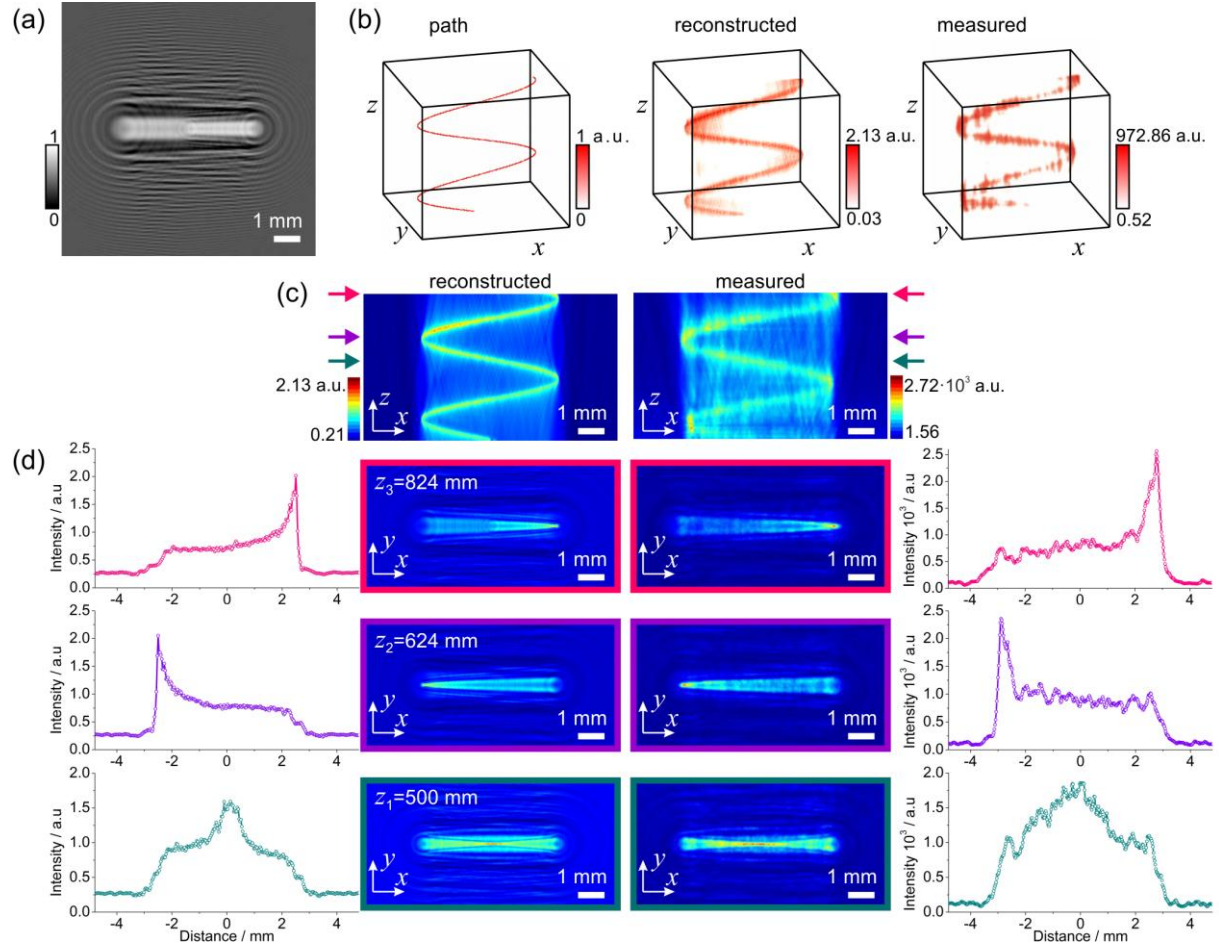 (a)
1
0
1 mm
(b)
path
reconstructed
measured
z
y
x
1 a.u.
0
z
y
x
2.13 a.u.
0.03
z
y
x
972.86 a.u.
0.52
(c)
reconstructed
measured
2.13 a.u.
0.21
z
x
1 mm
z
x
1 mm
2.72·10³ a.u.
1.56
(d)
Intensity / a.u
2.5
2.0
1.5
1.0
0.5
0.0
-4 -2 0 2 4
z₃=824 mm
y
x
1 mm
y
x
1 mm
Intensity 10³ / a.u
2.5
2.0
1.5
1.0
0.5
0.0
-4 -2 0 2 4
Intensity / a.u
2.5
2.0
1.5
1.0
0.5
0.0
-4 -2 0 2 4
z₂=624 mm
y
x
1 mm
y
x
1 mm
Intensity 10³ / a.u
2.5
2.0
1.5
1.0
0.5
0.0
-4 -2 0 2 4
Intensity / a.u
2.0
1.5
1.0
0.5
0.0
-4 -2 0 2 4
Distance / mm
z₁=500 mm
y
x
1 mm
y
x
1 mm
Intensity 10³ / a.u
2.0
1.5
1.0
0.5
0.0
-4 -2 0 2 4
Distance / mm